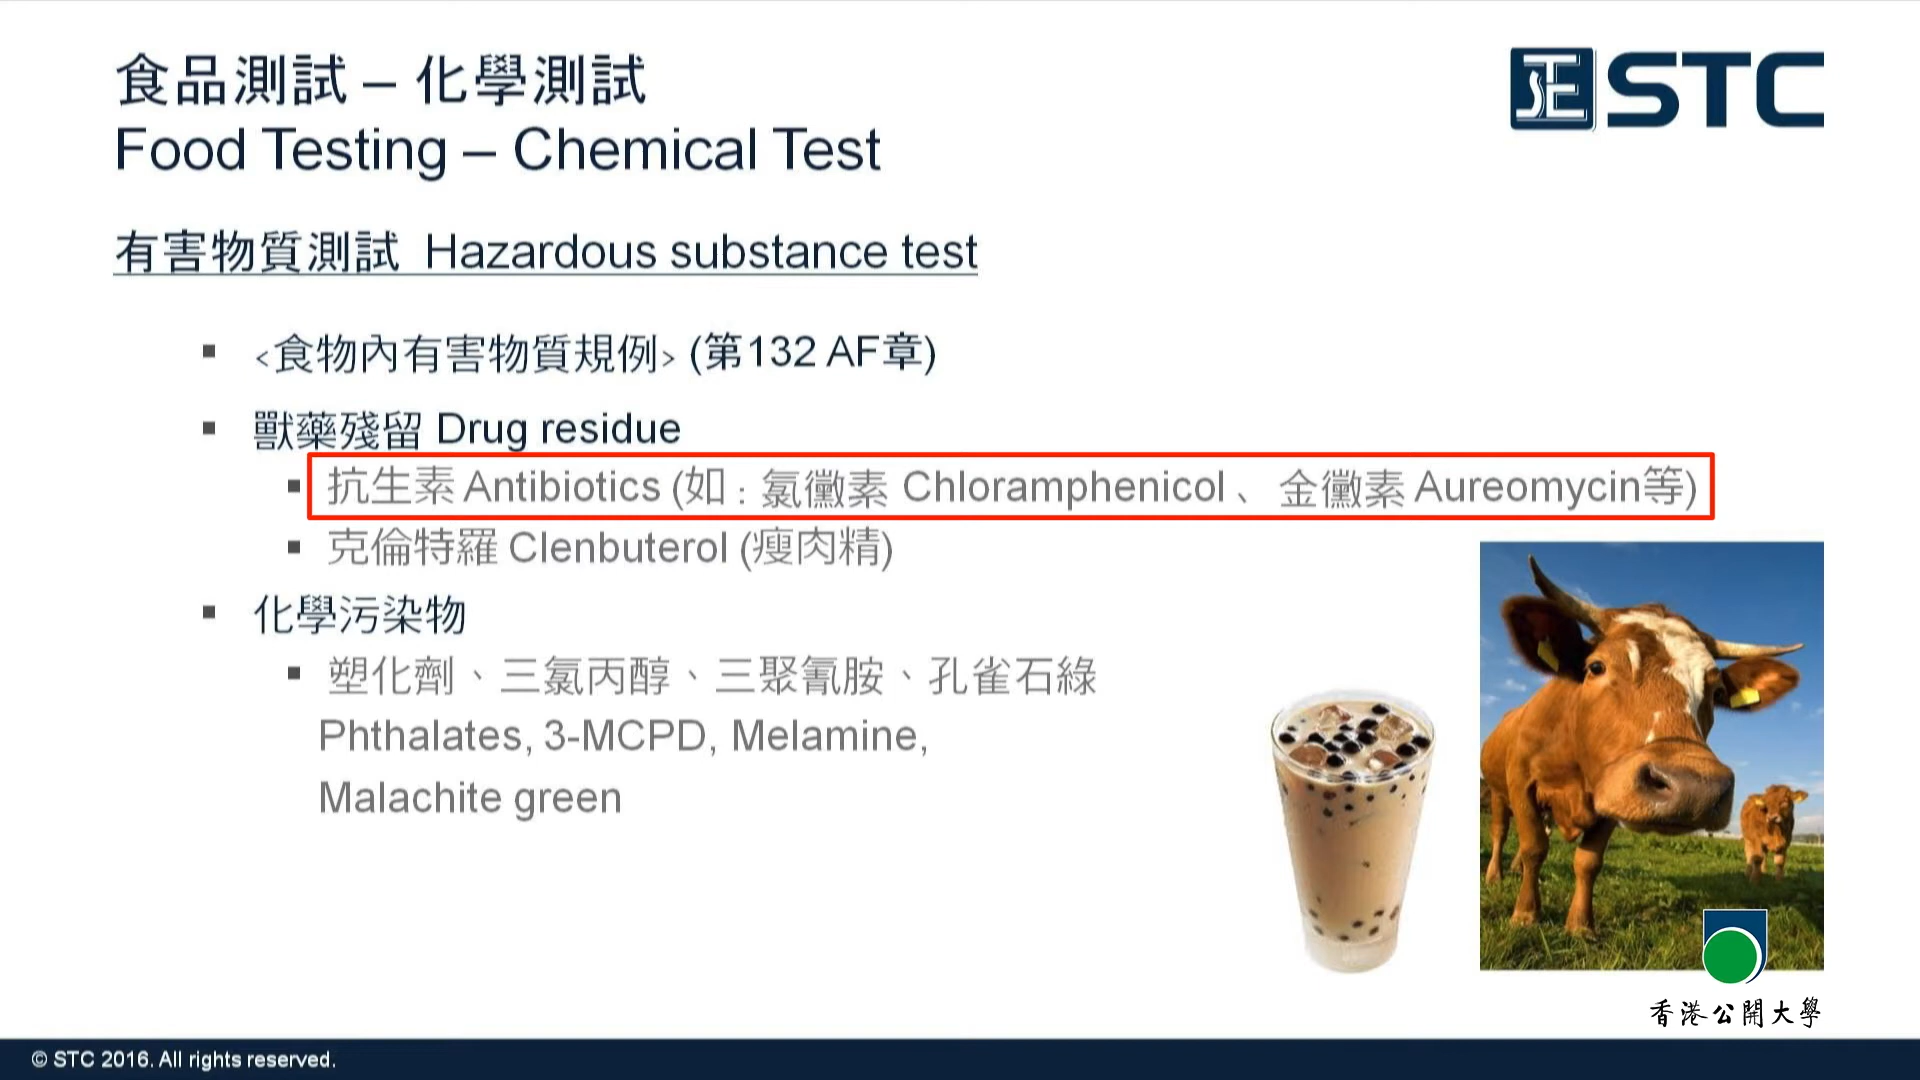 食品測試 – 化學測試
Food Testing – Chemical Test
STC
有害物質測試 Hazardous substance test
▪ <食物內有害物質規例> (第132 AF章)
▪ 獸藥殘留 Drug residue
▪ 抗生素 Antibiotics (如 : 氯黴素 Chloramphenicol 、 金黴素 Aureomycin等)
▪ 克倫特羅 Clenbuterol (瘦肉精)
▪ 化學污染物
▪ 塑化劑、三氯丙醇、三聚氰胺、孔雀石綠
Phthalates, 3-MCPD, Melamine,
Malachite green
香港公開大學
© STC 2016. All rights reserved.